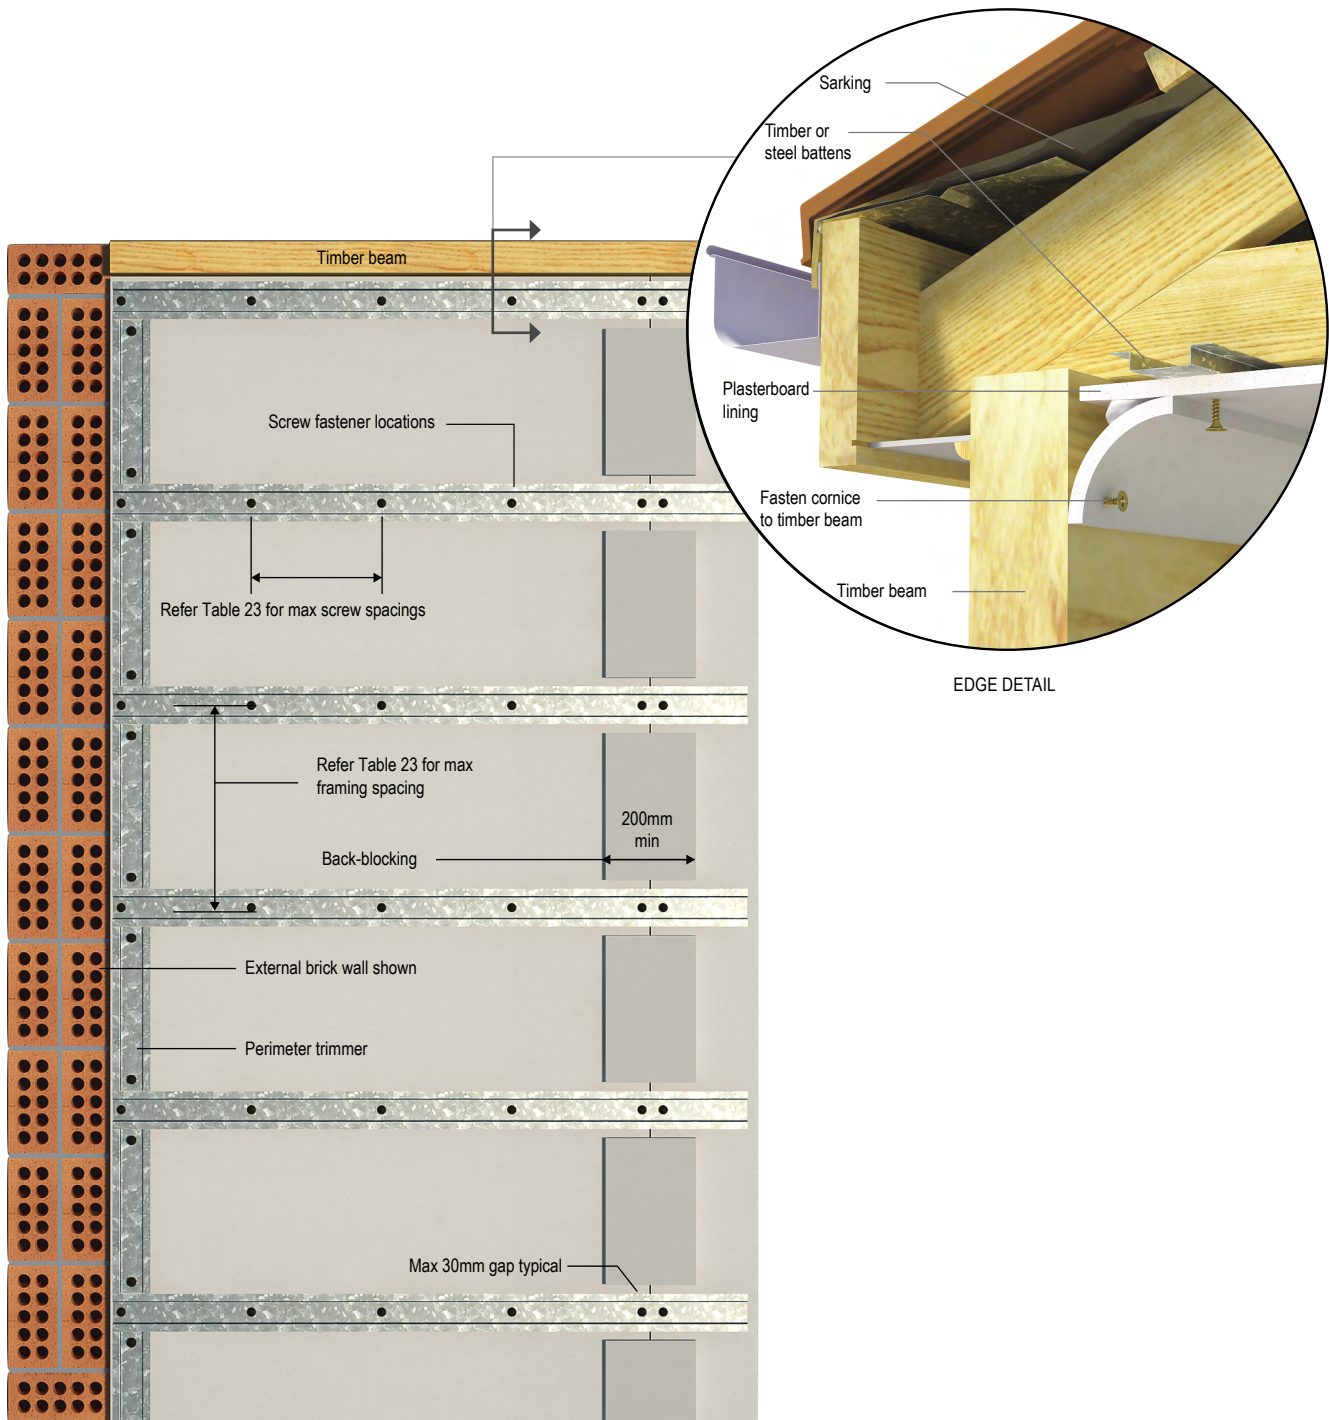 Sarking
Timber or
steel battens
Timber beam
Plasterboard
lining
Screw fastener locations
Fasten cornice
to timber beam
Timber beam
Refer Table 23 for max screw spacings
EDGE DETAIL
Refer Table 23 for max
framing spacing
200mm
min
Back-blocking
External brick wall shown
Perimeter trimmer
Max 30mm gap typical